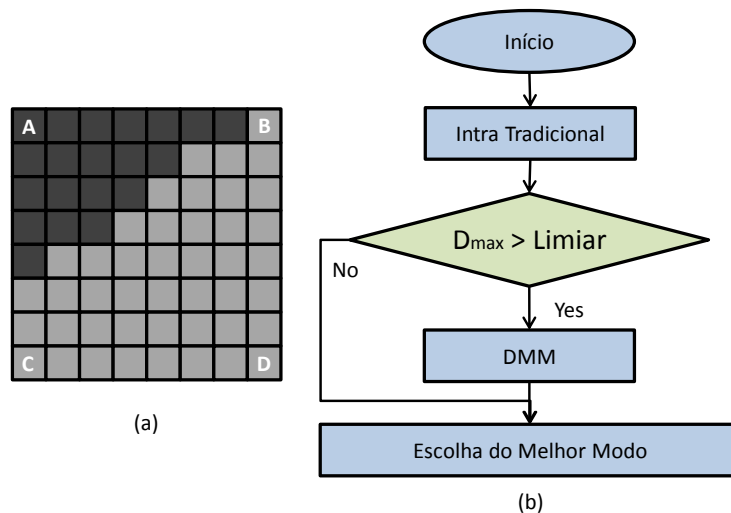 A
B
C
D
(a)
Início
Intra Tradicional
Dmax > Limiar
No
Yes
DMM
Escolha do Melhor Modo
(b)